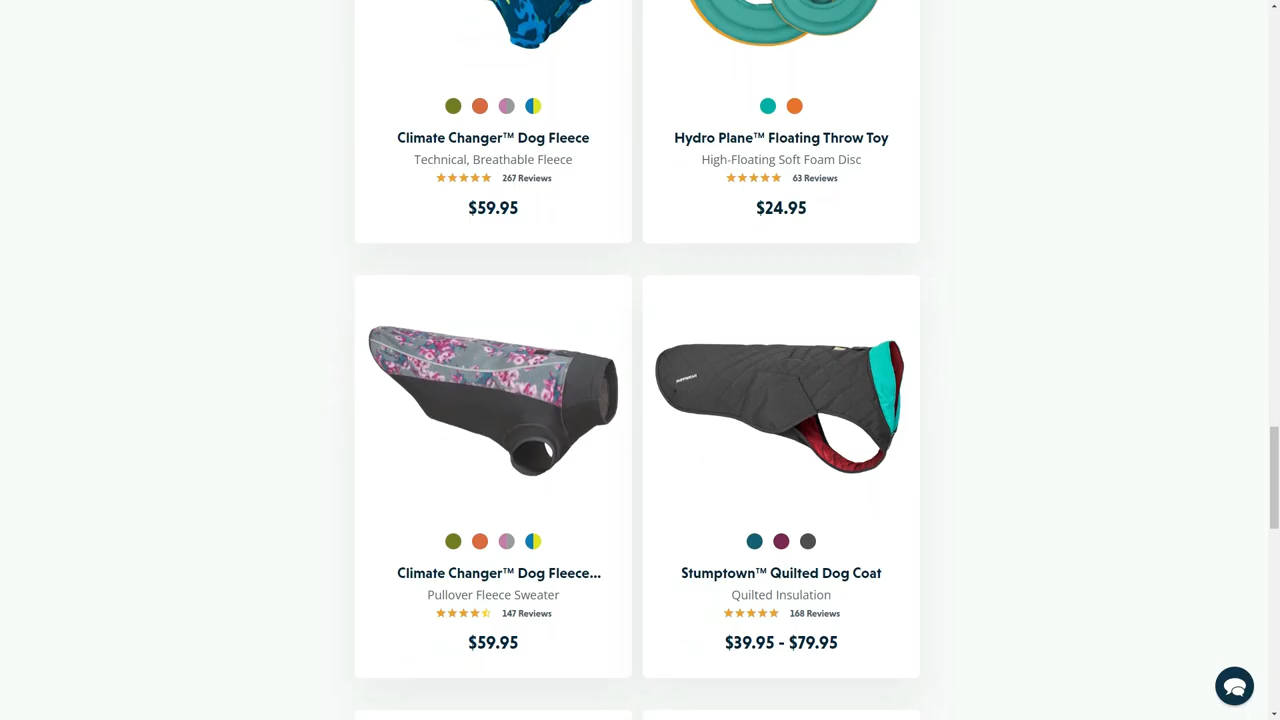 Climate Changer™ Dog Fleece
Technical, Breathable Fleece
267 Reviews
$59.95
Hydro Plane™ Floating Throw Toy
High-Floating Soft Foam Disc
63 Reviews
$24.95
Climate Changer™ Dog Fleece...
Pullover Fleece Sweater
147 Reviews
$59.95
RUFFWEAR
Stumptown™ Quilted Dog Coat
Quilted Insulation
168 Reviews
$39.95 - $79.95